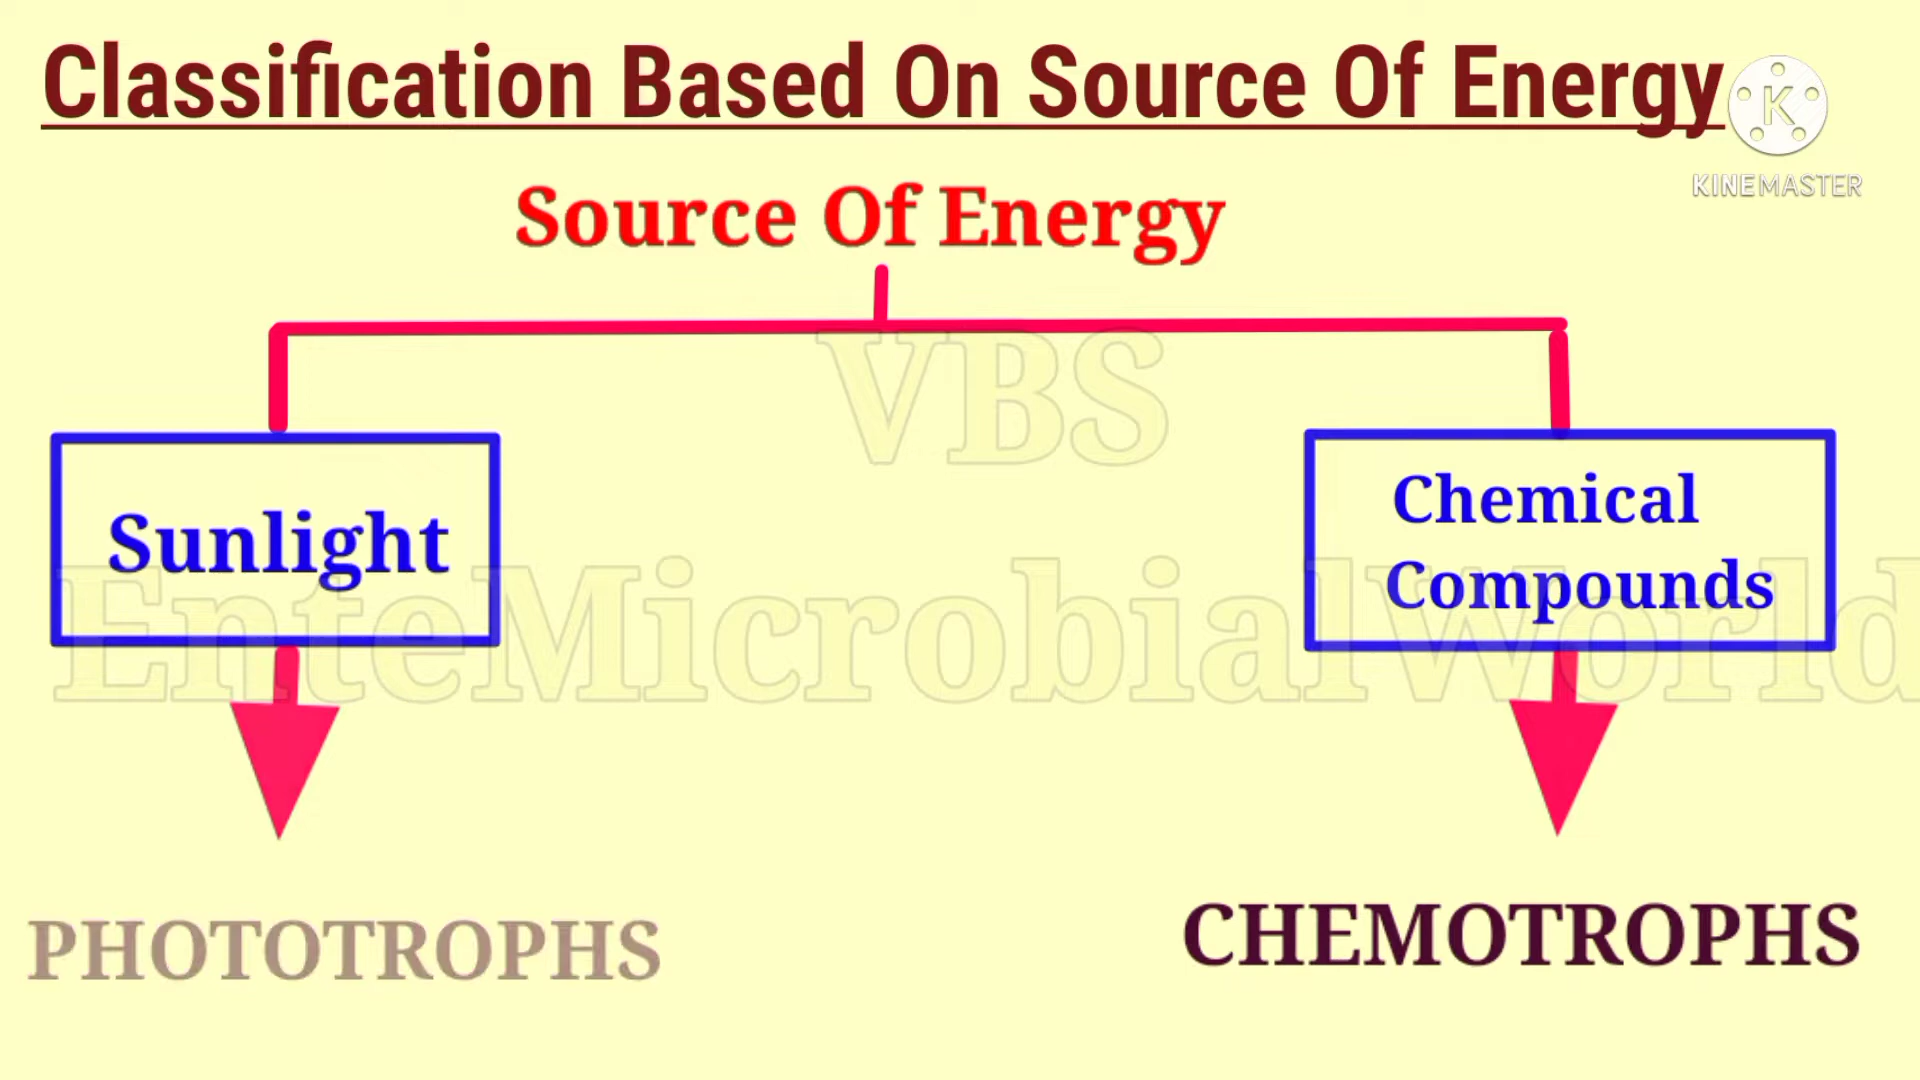 Classification Based On Source Of Energy
KINEMASTER
Source Of Energy
VBS
Sunlight
Chemical
Compounds
EnteMicrobialWorld
PHOTOTROPHS
CHEMOTROPHS